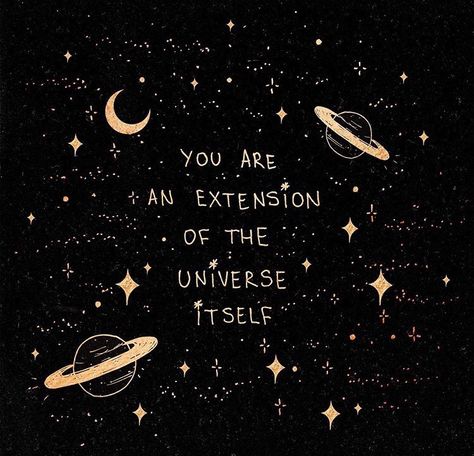 YOU ARE
AN EXTENSION
OF THE
UNIVERSE
ITSELF